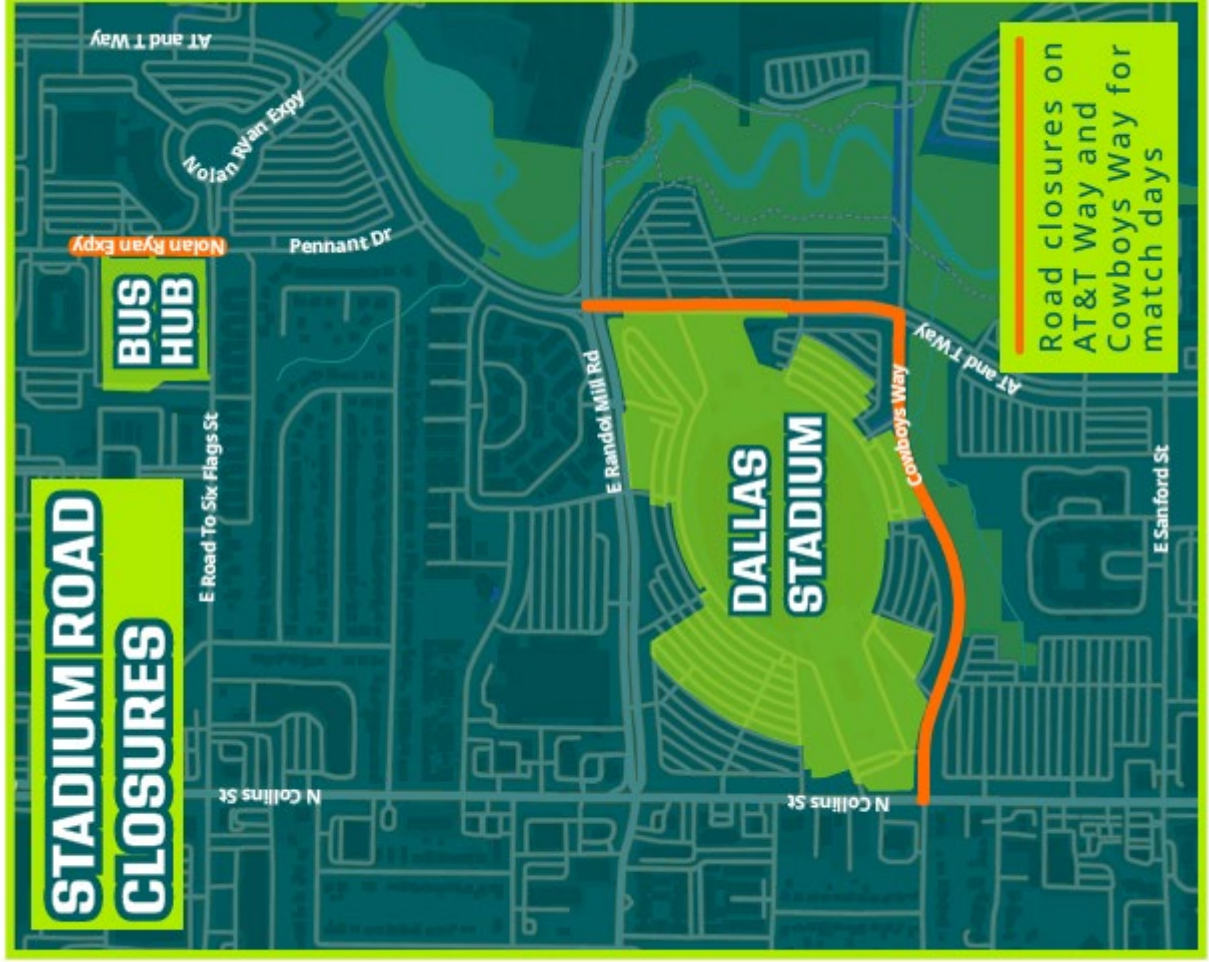 STADIUM ROAD
CLOSURES
BUS
HUB
Nolan Ryan Expy
AT and T Way
Nolan Ryan Expy
Pennant Dr
E Road To Six Flags St
N Collins St
E Randol Mill Rd
DALLAS
STADIUM
N Collins St
Cowboys Way
AT and T Way
E Sanford St
Road closures on
AT&T Way and
Cowboys Way for
match days